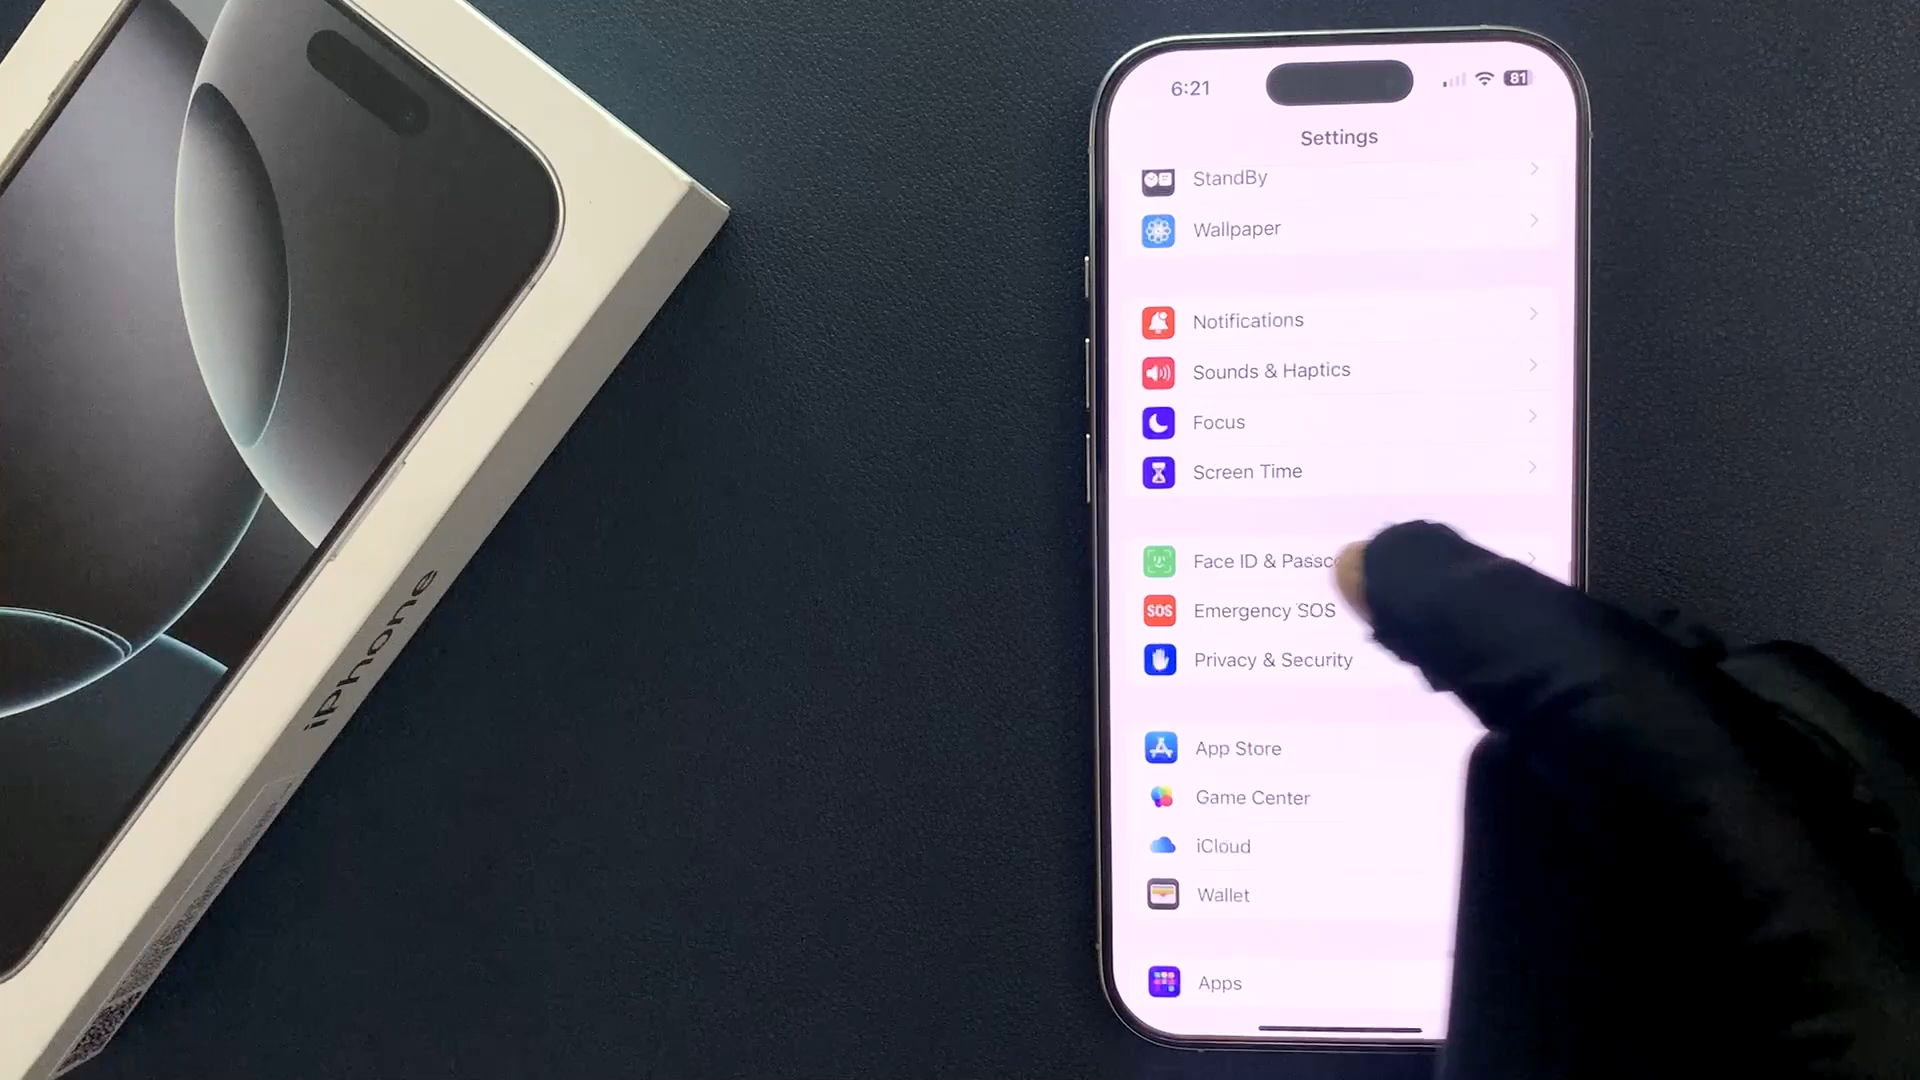 iPhone
6:21
81
Settings
StandBy
Wallpaper
Notifications
Sounds & Haptics
Focus
Screen Time
Face ID & Passco
SOS
Emergency SOS
Privacy & Security
App Store
Game Center
iCloud
Wallet
Apps